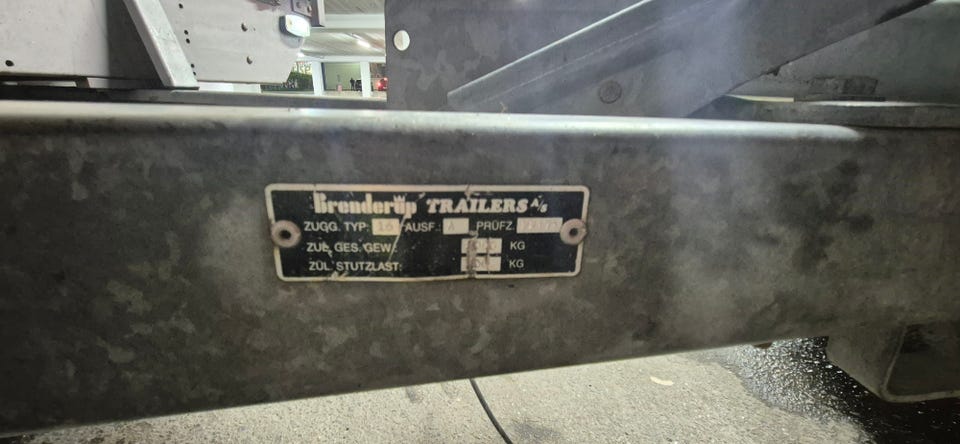 Brenderup TRAILERS A/S
ZUGG. TYP: 16 AUSF.: A PRÜFZ.
ZUL. GES. GEW.: KG
ZUL. STUTZLAST: KG